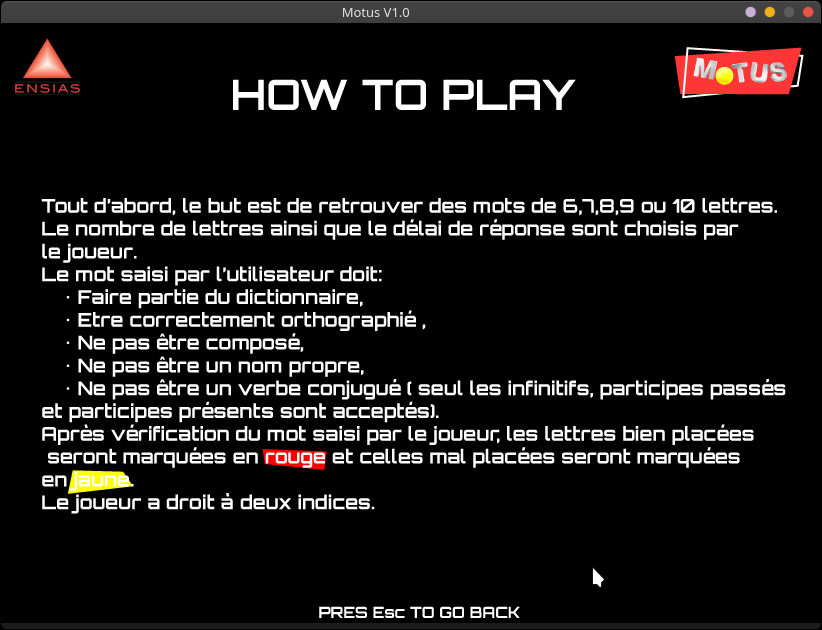 Motus V1.0
ENSIAS
MOTUS
HOW TO PLAY
Tout d'abord, le but est de retrouver des mots de 6,7,8,9 ou 10 lettres.
Le nombre de lettres ainsi que le délai de réponse sont choisis par
le joueur.
Le mot saisi par l'utilisateur doit:
· Faire partie du dictionnaire,
· Etre correctement orthographié ,
· Ne pas être composé,
· Ne pas être un nom propre,
· Ne pas être un verbe conjugué ( seul les infinitifs, participes passés
et participes présents sont acceptés).
Après vérification du mot saisi par le joueur, les lettres bien placées
seront marquées en rouge et celles mal placées seront marquées
en jaune.
Le joueur a droit à deux indices.
PRES Esc TO GO BACK